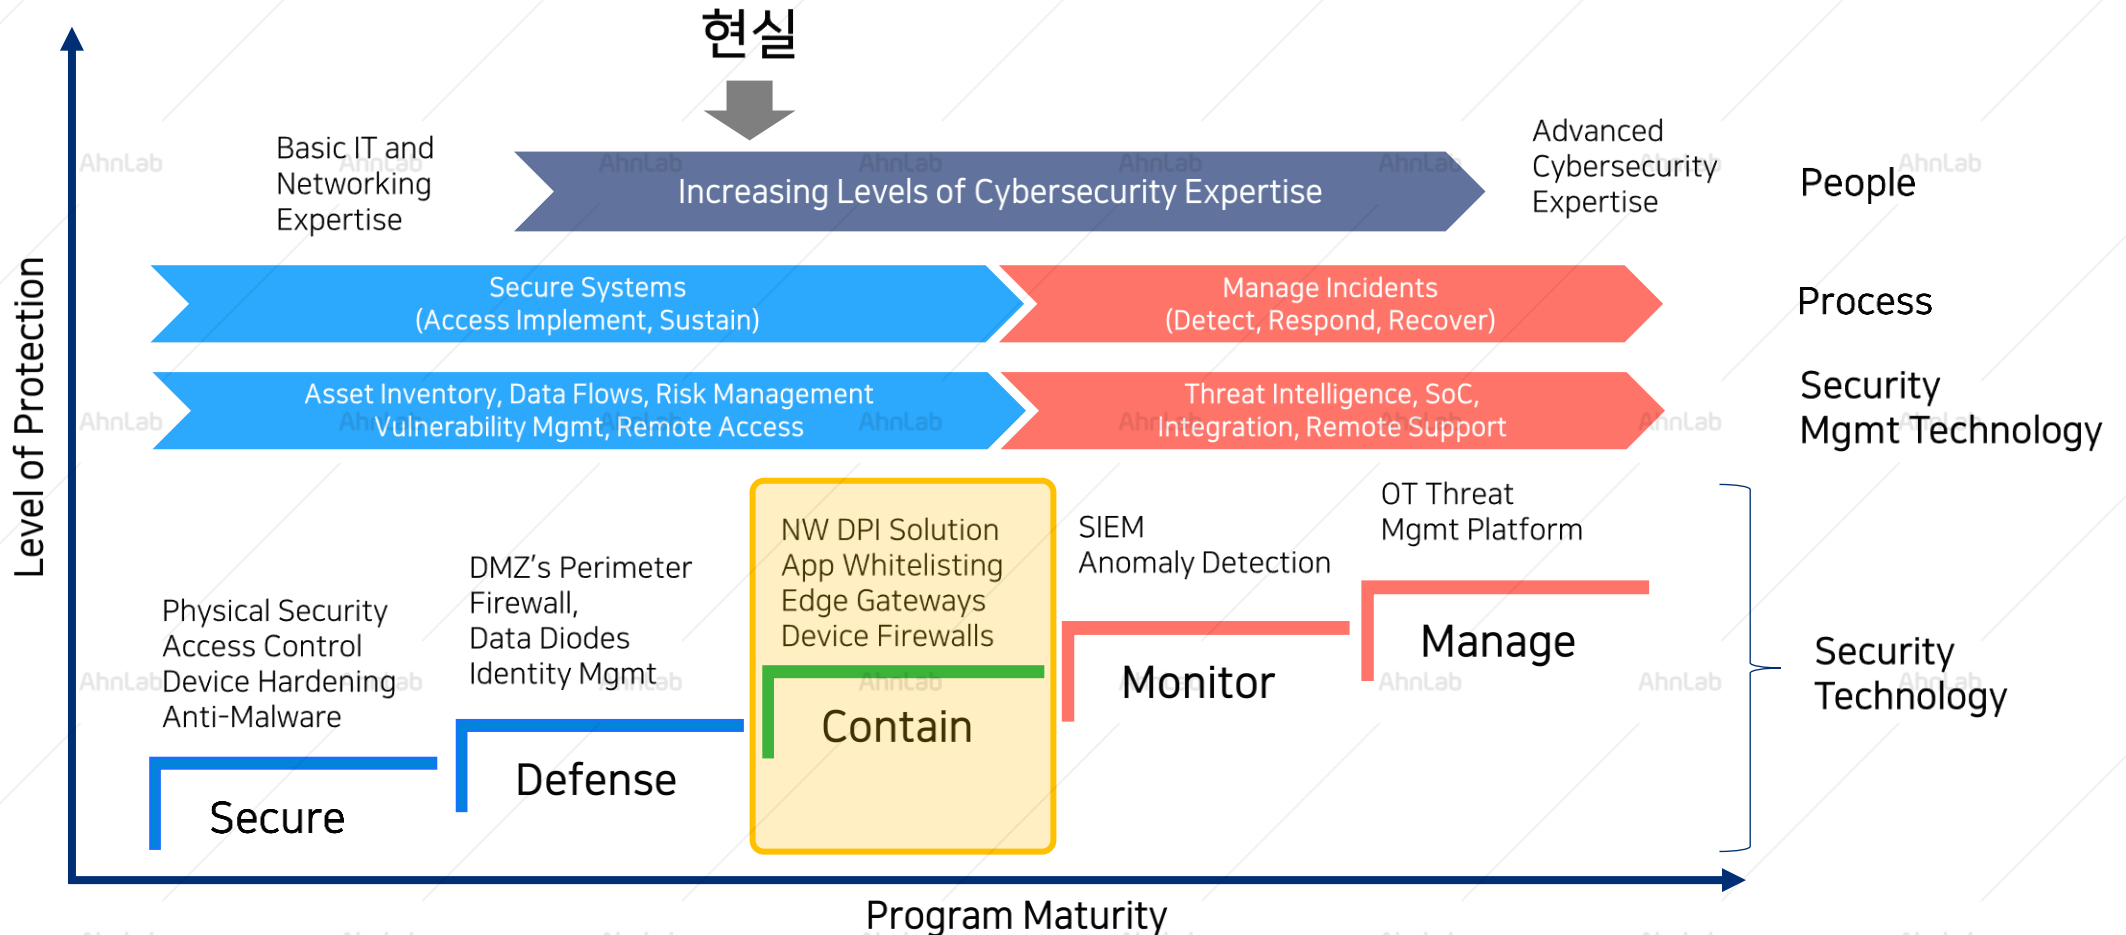 현실
Basic IT and
Networking
Expertise
Increasing Levels of Cybersecurity Expertise
Advanced
Cybersecurity
Expertise
People
Secure Systems
(Access Implement, Sustain)
Manage Incidents
(Detect, Respond, Recover)
Process
Asset Inventory, Data Flows, Risk Management
Vulnerability Mgmt, Remote Access
Threat Intelligence, SoC,
Integration, Remote Support
Security
Mgmt Technology
Level of Protection
Physical Security
Access Control
Device Hardening
Anti-Malware
Secure
DMZ's Perimeter
Firewall,
Data Diodes
Identity Mgmt
Defense
NW DPI Solution
App Whitelisting
Edge Gateways
Device Firewalls
Contain
SIEM
Anomaly Detection
Monitor
OT Threat
Mgmt Platform
Manage
Security
Technology
Program Maturity
AhnLab